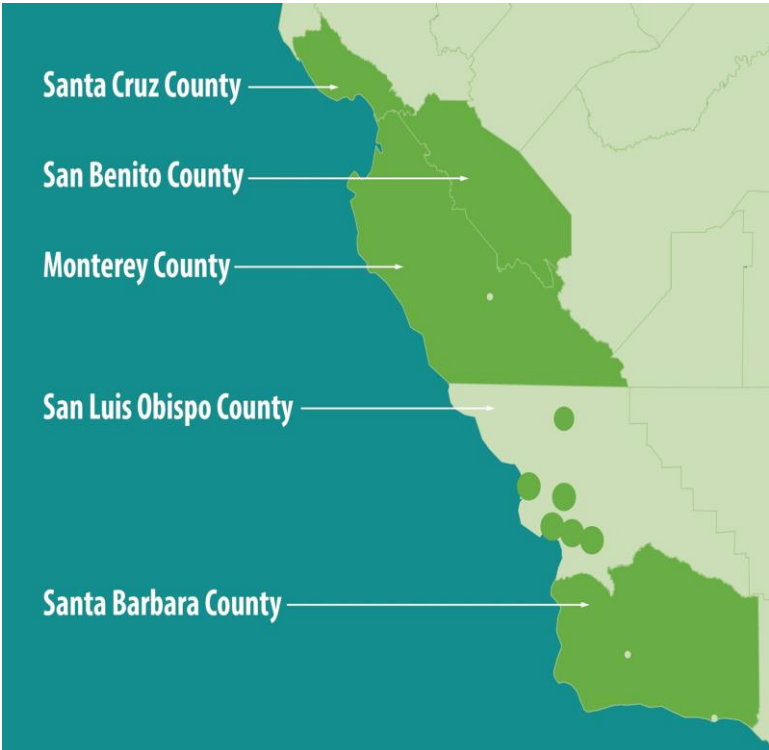 Santa Cruz County
San Benito County
Monterey County
San Luis Obispo County
Santa Barbara County